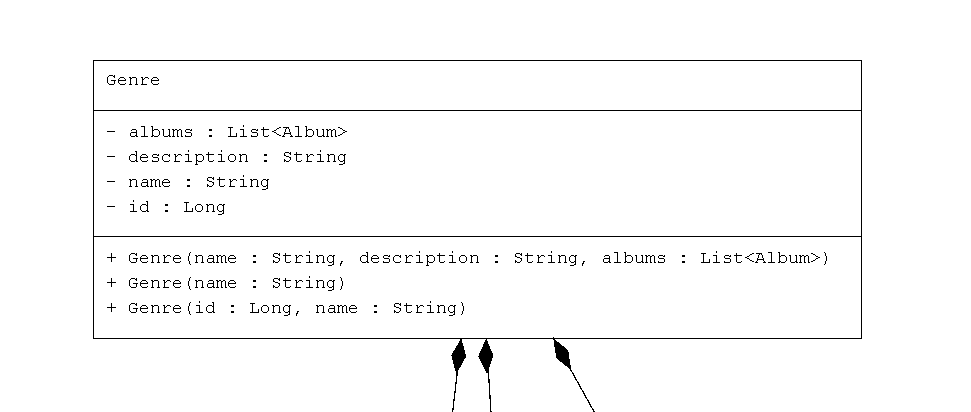 Genre
- albums : List<Album>
- description : String
- name : String
- id : Long
+ Genre(name : String, description : String, albums : List<Album>)
+ Genre(name : String)
+ Genre(id : Long, name : String)